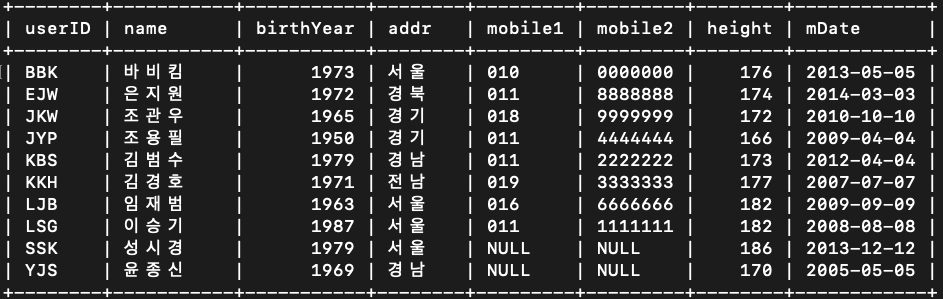 | userID | name | birthYear | addr | mobile1 | mobile2 | height | mDate |
| BBK | 바비킴 | 1973 | 서울 | 010 | 0000000 | 176 | 2013-05-05 |
| EJW | 은지원 | 1972 | 경북 | 011 | 8888888 | 174 | 2014-03-03 |
| JKW | 조관우 | 1965 | 경기 | 018 | 9999999 | 172 | 2010-10-10 |
| JYP | 조용필 | 1950 | 경기 | 011 | 4444444 | 166 | 2009-04-04 |
| KBS | 김범수 | 1979 | 경남 | 011 | 2222222 | 173 | 2012-04-04 |
| KKH | 김경호 | 1971 | 전남 | 019 | 3333333 | 177 | 2007-07-07 |
| LJB | 임재범 | 1963 | 서울 | 016 | 6666666 | 182 | 2009-09-09 |
| LSG | 이승기 | 1987 | 서울 | 011 | 1111111 | 182 | 2008-08-08 |
| SSK | 성시경 | 1979 | 서울 | NULL | NULL | 186 | 2013-12-12 |
| YJS | 윤종신 | 1969 | 경남 | NULL | NULL | 170 | 2005-05-05 |